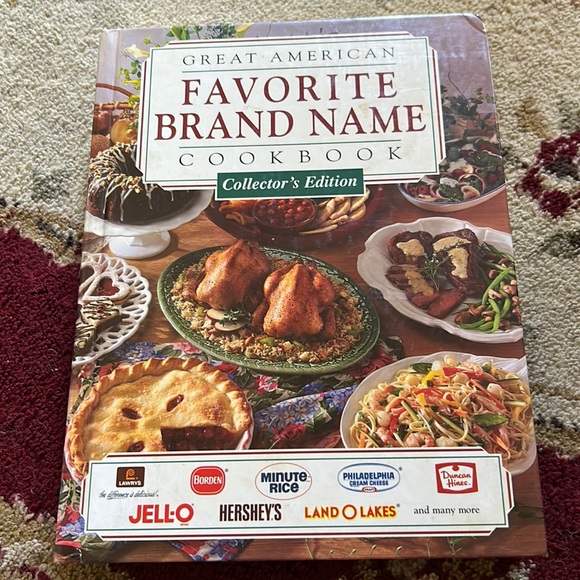 GREAT AMERICAN
FAVORITE
BRAND NAME
COOKBOOK
Collector's Edition
LAWRY'S
the difference is delicious!
BORDEN
MINUTE RICE
PHILADELPHIA CREAM CHEESE
Duncan Hines
JELL-O
HERSHEY'S
LAND O LAKES
and many more